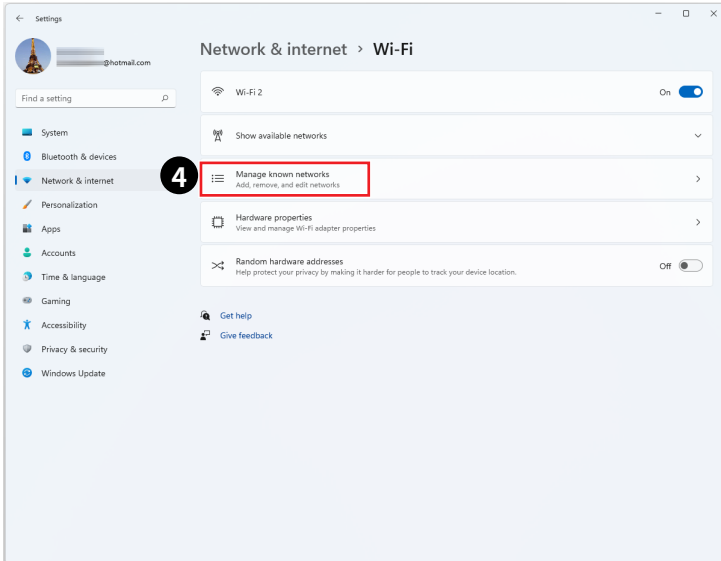 Settings
@hotmail.com
Find a setting
System
Bluetooth & devices
Network & internet
Personalization
Apps
Accounts
Time & language
Gaming
Accessibility
Privacy & security
Windows Update
Network & internet > Wi-Fi
Wi-Fi 2
On
Show available networks
4
Manage known networks
Add, remove, and edit networks
Hardware properties
View and manage Wi-Fi adapter properties
Random hardware addresses
Help protect your privacy by making it harder for people to track your device location.
Off
Get help
Give feedback